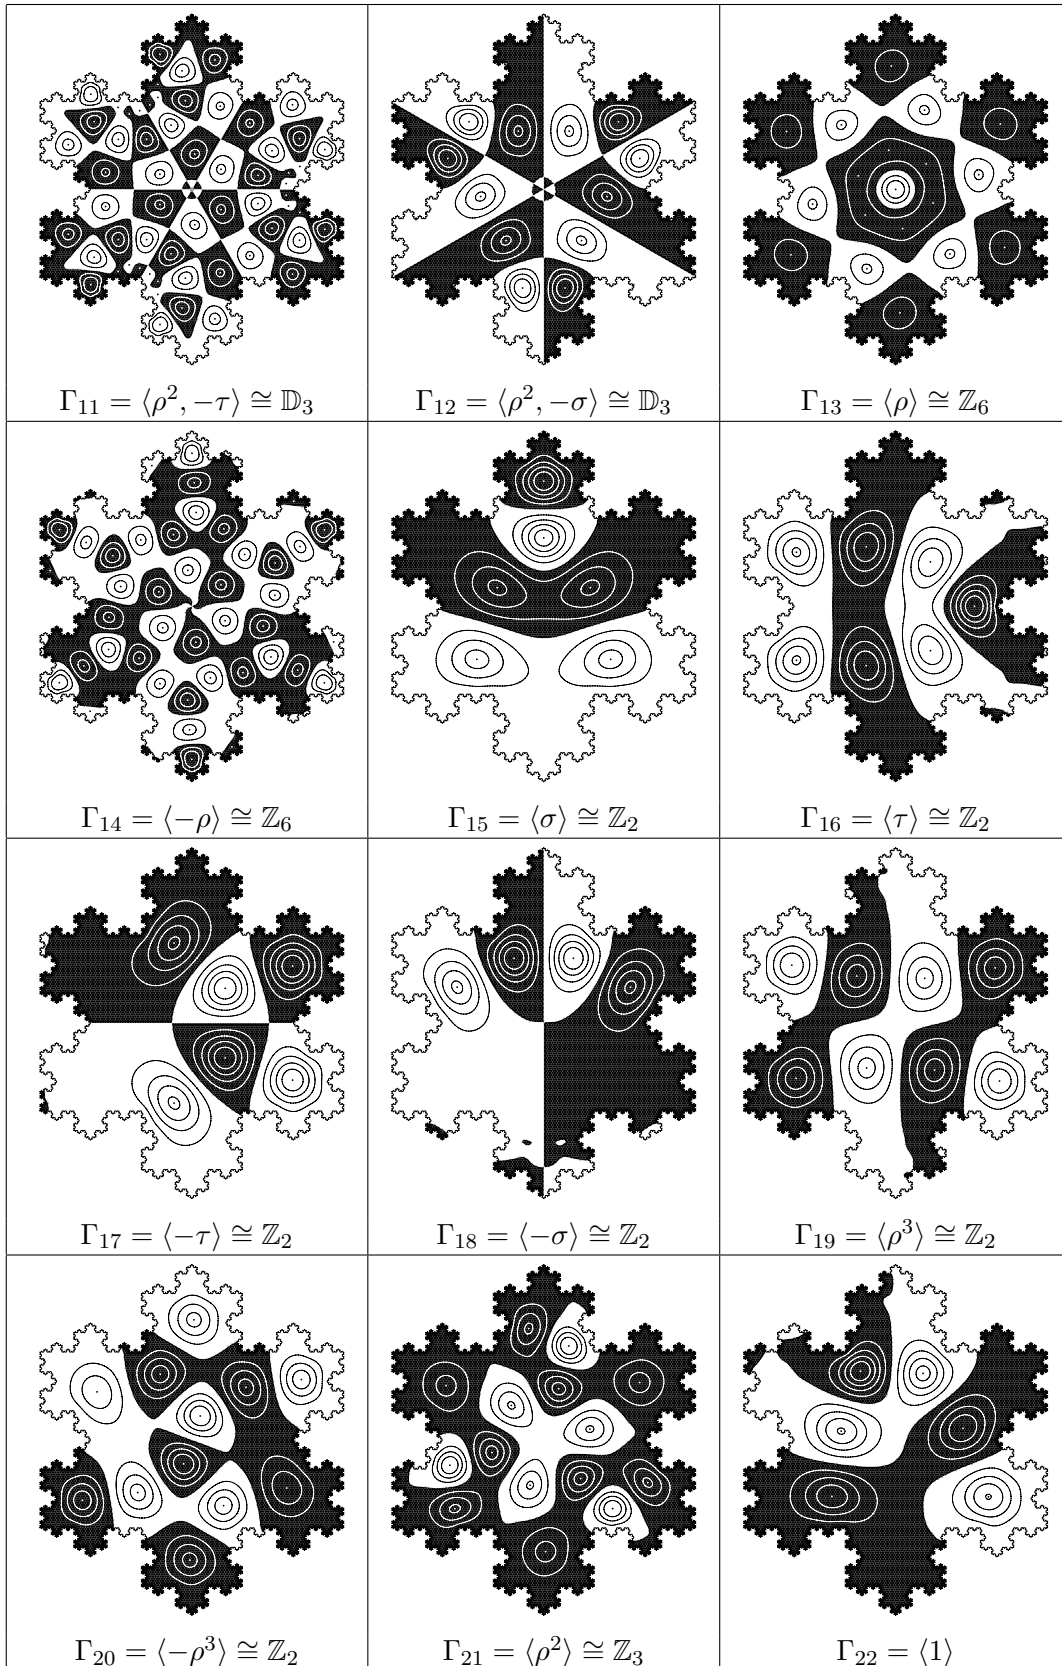 Γ₁₁ = ⟨ρ², −τ⟩ ≅ 𝔻₃
Γ₁₂ = ⟨ρ², −σ⟩ ≅ 𝔻₃
Γ₁₃ = ⟨ρ⟩ ≅ ℤ₆
Γ₁₄ = ⟨−ρ⟩ ≅ ℤ₆
Γ₁₅ = ⟨σ⟩ ≅ ℤ₂
Γ₁₆ = ⟨τ⟩ ≅ ℤ₂
Γ₁₇ = ⟨−τ⟩ ≅ ℤ₂
Γ₁₈ = ⟨−σ⟩ ≅ ℤ₂
Γ₁₉ = ⟨ρ³⟩ ≅ ℤ₂
Γ₂₀ = ⟨−ρ³⟩ ≅ ℤ₂
Γ₂₁ = ⟨ρ²⟩ ≅ ℤ₃
Γ₂₂ = ⟨1⟩